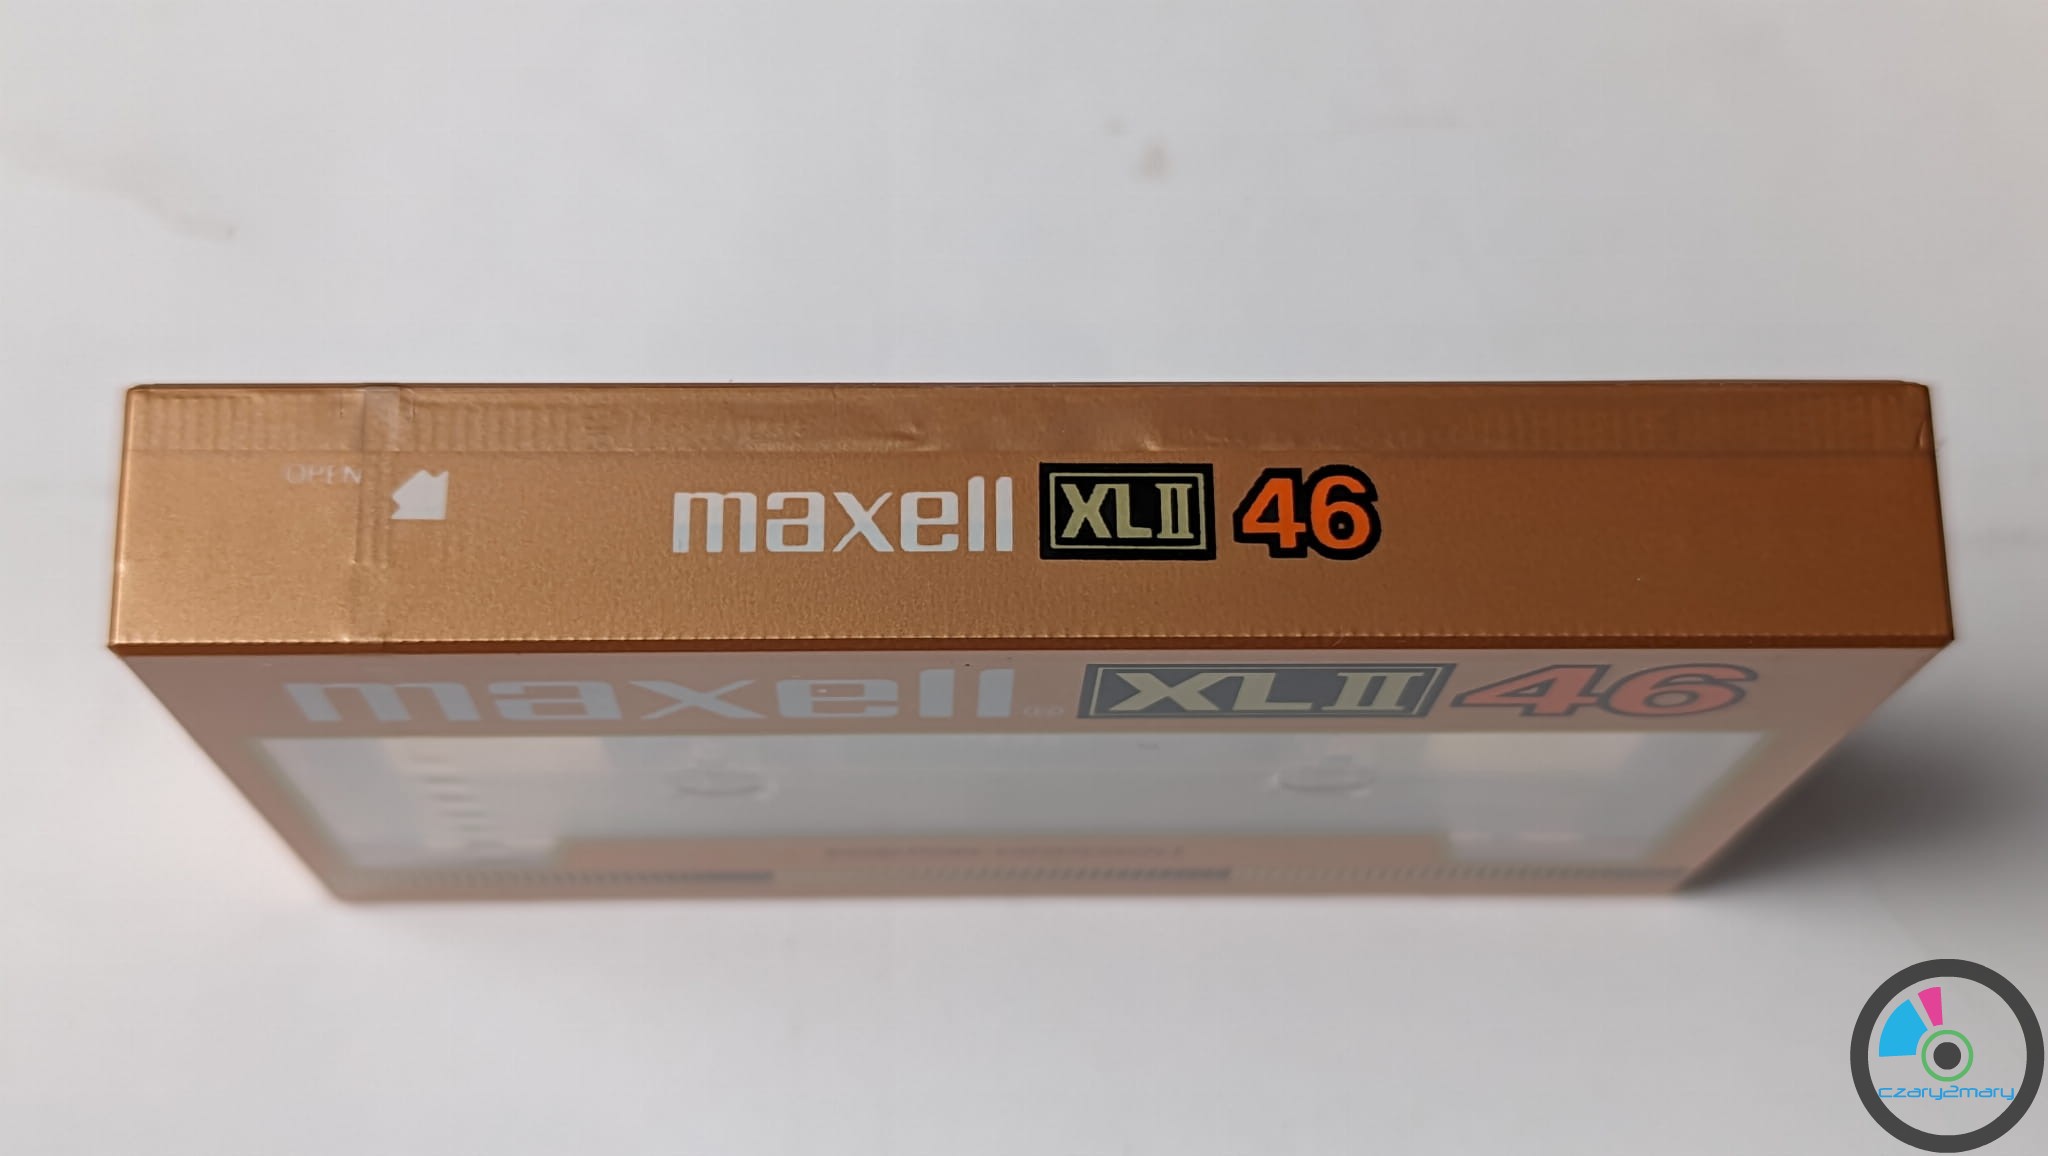 OPEN
maxell XLII 46
maxell XLII 46
czary2mary